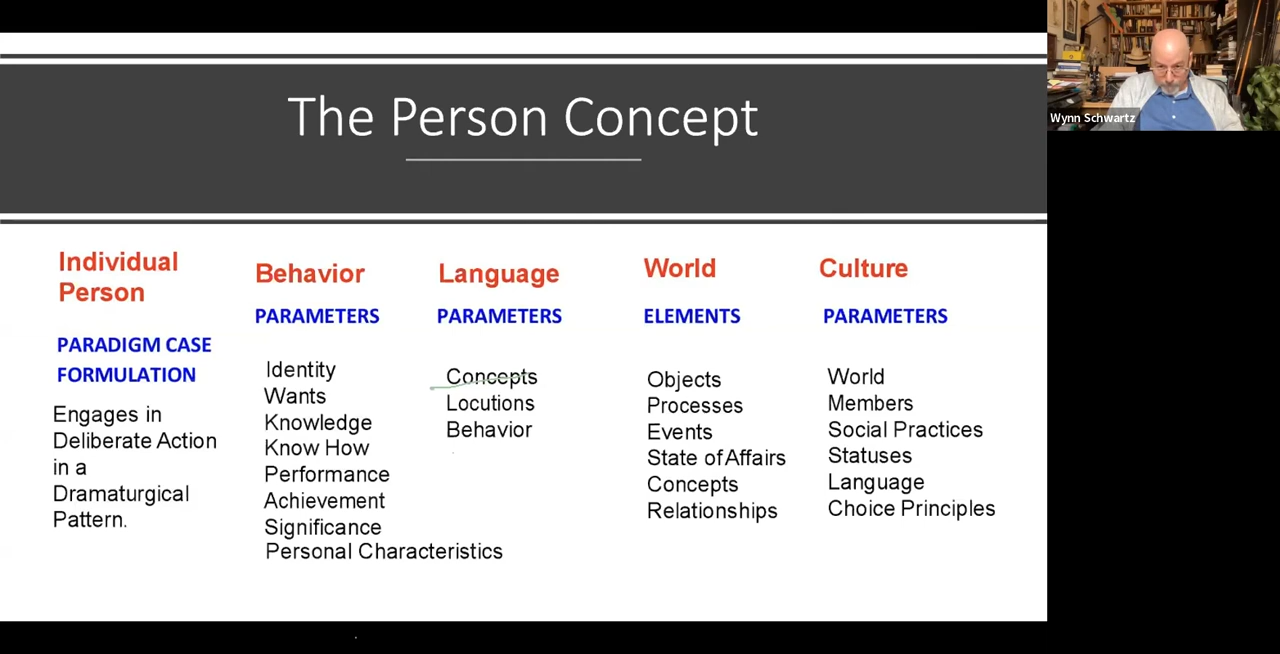 The Person Concept
Wynn Schwartz
Individual
Person
PARADIGM CASE
FORMULATION
Engages in
Deliberate Action
in a
Dramaturgical
Pattern.
Behavior
PARAMETERS
Identity
Wants
Knowledge
Know How
Performance
Achievement
Significance
Personal Characteristics
Language
PARAMETERS
Concepts
Locutions
Behavior
World
ELEMENTS
Objects
Processes
Events
State of Affairs
Concepts
Relationships
Culture
PARAMETERS
World
Members
Social Practices
Statuses
Language
Choice Principles